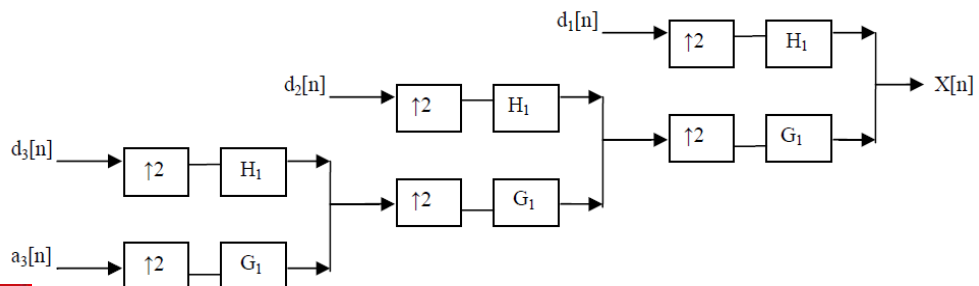 d₁[n]
↑2
H₁
X[n]
d₂[n]
↑2
H₁
↑2
G₁
d₃[n]
↑2
H₁
↑2
G₁
a₃[n]
↑2
G₁